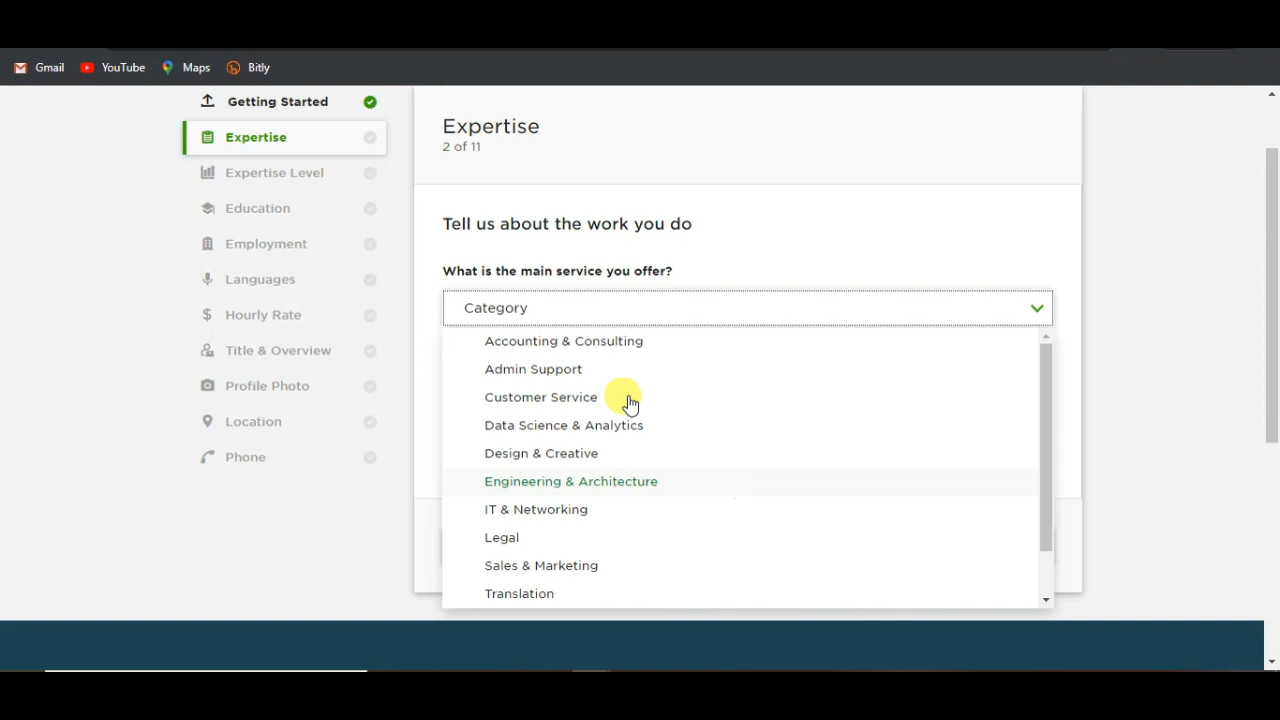 Gmail YouTube Maps Bitly
Getting Started
Expertise
Expertise Level
Education
Employment
Languages
Hourly Rate
Title & Overview
Profile Photo
Location
Phone
Expertise
2 of 11
Tell us about the work you do
What is the main service you offer?
Category
Accounting & Consulting
Admin Support
Customer Service
Data Science & Analytics
Design & Creative
Engineering & Architecture
IT & Networking
Legal
Sales & Marketing
Translation